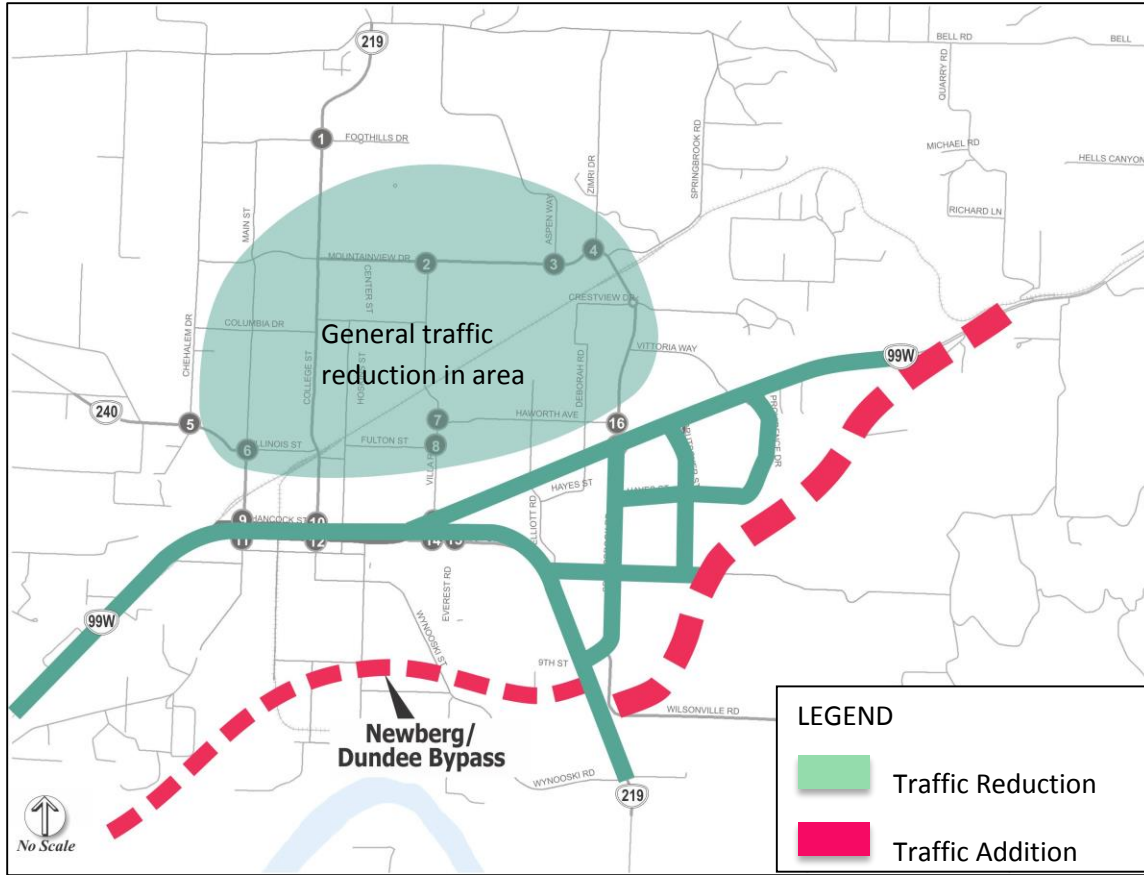 219
BELL RD
BELL
QUARRY RD
1
FOOTHILLS DR
MICHAEL RD
HELLS CANYON
SPRINGBROOK RD
ZIMRI DR
ASPEN WAY
RICHARD LN
MAIN ST
MOUNTAINVIEW DR
2
3
4
CENTER ST
CRESTVIEW DR
COLUMBIA DR
CHEHALEM DR
COLLEGE ST
General traffic
reduction in area
VITTORIA WAY
DEBORAH RD
99W
240
5
7
HAWORTH AVE
16
6
ILLINOIS ST
FULTON ST
8
HAYES ST
HANCOCK ST
9
10
11
12
14
ELLIOTT RD
EVEREST RD
WYNOOSKI ST
99W
9TH ST
Newberg/
Dundee Bypass
WILSONVILLE RD
WYNOOSKI RD
219
No Scale
LEGEND
Traffic Reduction
Traffic Addition